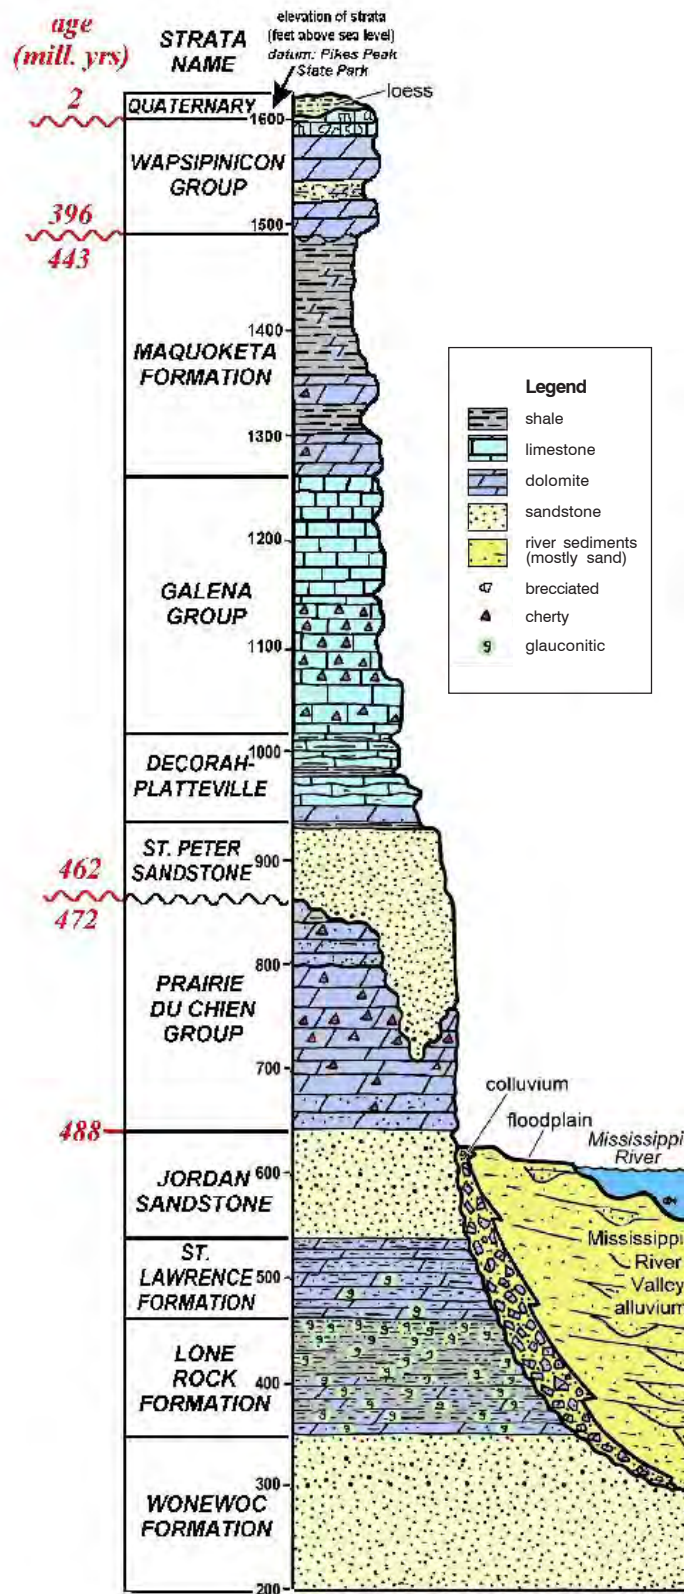 age
(mill. yrs)
STRATA
NAME
elevation of strata
(feet above sea level)
datum: Pikes Peak
State Park
loess
2
QUATERNARY
1600
WAPSIPINICON
GROUP
396
1500
443
1400
MAQUOKETA
FORMATION
1300
Legend
shale
limestone
dolomite
sandstone
river sediments
(mostly sand)
brecciated
cherty
glauconitic
1200
GALENA
GROUP
1100
1000
DECORAH-
PLATTEVILLE
ST. PETER
SANDSTONE
900
462
472
800
PRAIRIE
DU CHIEN
GROUP
700
colluvium
floodplain
Mississippi
River
488
600
JORDAN
SANDSTONE
Mississippi
River
Valley
alluvium
ST.
LAWRENCE
FORMATION
500
LONE
ROCK
FORMATION
400
300
WONEWOC
FORMATION
200